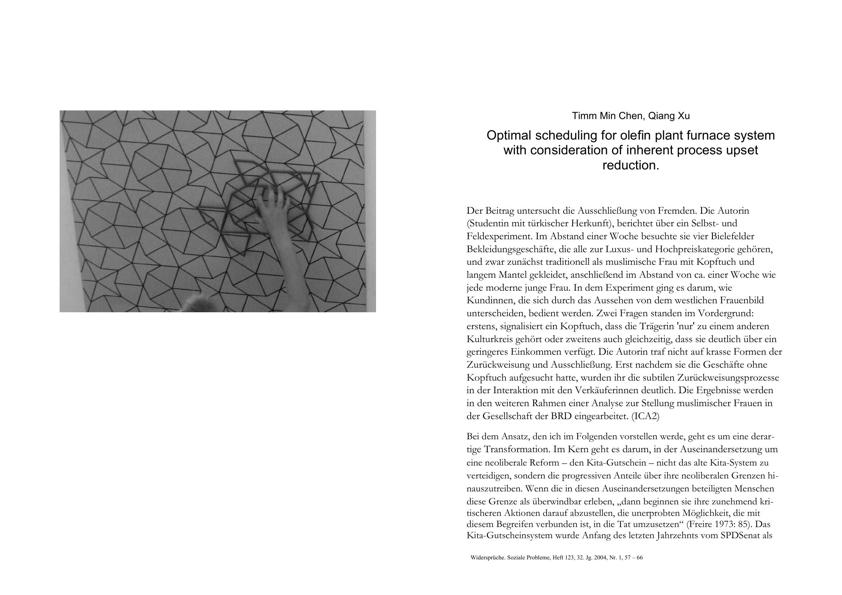 Timm Min Chen, Qiang Xu
Optimal scheduling for olefin plant furnace system
with consideration of inherent process upset
reduction.
Der Beitrag untersucht die Ausschließung von Fremden. Die Autorin
(Studentin mit türkischer Herkunft), berichtet über ein Selbst- und
Feldexperiment. Im Abstand einer Woche besuchte sie vier Bielefelder
Bekleidungsgeschäfte, die alle zur Luxus- und Hochpreiskategorie gehören,
und zwar zunächst traditionell als muslimische Frau mit Kopftuch und
langem Mantel gekleidet, anschließend im Abstand von ca. einer Woche wie
jede moderne junge Frau. In dem Experiment ging es darum, wie
Kundinnen, die sich durch das Aussehen von dem westlichen Frauenbild
unterscheiden, bedient werden. Zwei Fragen standen im Vordergrund:
erstens, signalisiert ein Kopftuch, dass die Trägerin 'nur' zu einem anderen
Kulturkreis gehört oder zweitens auch gleichzeitig, dass sie deutlich über ein
geringeres Einkommen verfügt. Die Autorin traf nicht auf krasse Formen der
Zurückweisung und Ausschließung. Erst nachdem sie die Geschäfte ohne
Kopftuch aufgesucht hatte, wurden ihr die subtilen Zurückweisungsprozesse
in der Interaktion mit den Verkäuferinnen deutlich. Die Ergebnisse werden
in den weiteren Rahmen einer Analyse zur Stellung muslimischer Frauen in
der Gesellschaft der BRD eingearbeitet. (ICA2)
Bei dem Ansatz, den ich im Folgenden vorstellen werde, geht es um eine derar-
tige Transformation. Im Kern geht es darum, in der Auseinandersetzung um
eine neoliberale Reform – den Kita-Gutschein – nicht das alte Kita-System zu
verteidigen, sondern die progressiven Anteile über ihre neoliberalen Grenzen hi-
nauszutreiben. Wenn die in diesen Auseinandersetzungen beteiligten Menschen
diese Grenze als überwindbar erleben, „dann beginnen sie ihre zunehmend kri-
tischeren Aktionen darauf abzustellen, die unerprobten Möglichkeit, die mit
diesem Begreifen verbunden ist, in die Tat umzusetzen“ (Freire 1973: 85). Das
Kita-Gutscheinsystem wurde Anfang des letzten Jahrzehnts vom SPDSenat als
Widersprüche. Soziale Probleme, Heft 123, 32. Jg. 2004, Nr. 1, 57 – 66